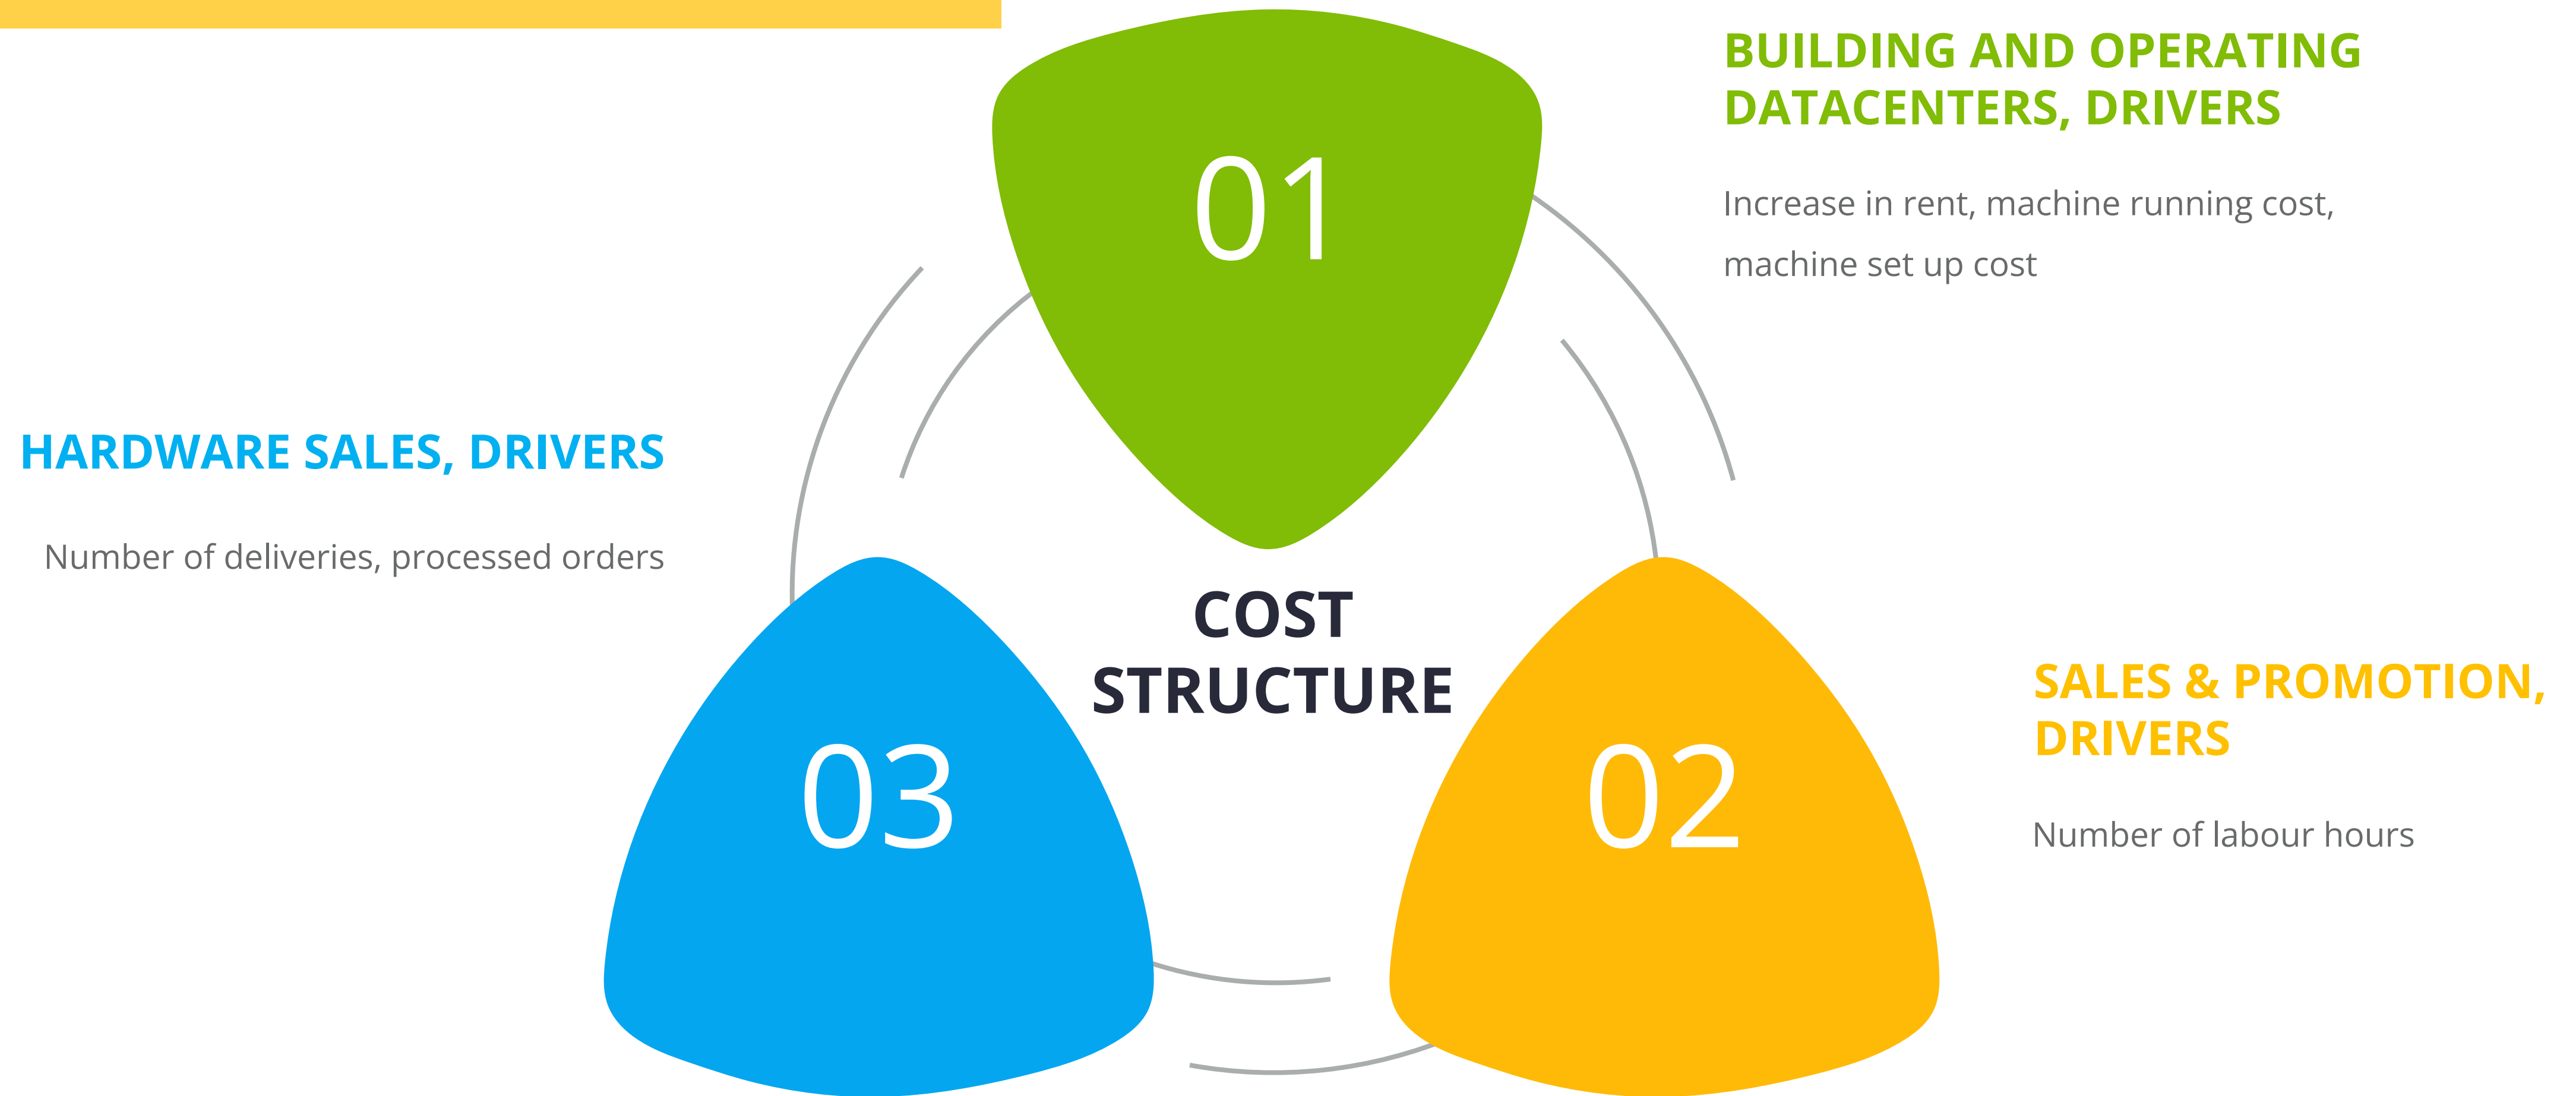 01
BUILDING AND OPERATING
DATACENTERS, DRIVERS
Increase in rent, machine running cost,
machine set up cost
HARDWARE SALES, DRIVERS
Number of deliveries, processed orders
COST
STRUCTURE
03
02
SALES & PROMOTION,
DRIVERS
Number of labour hours